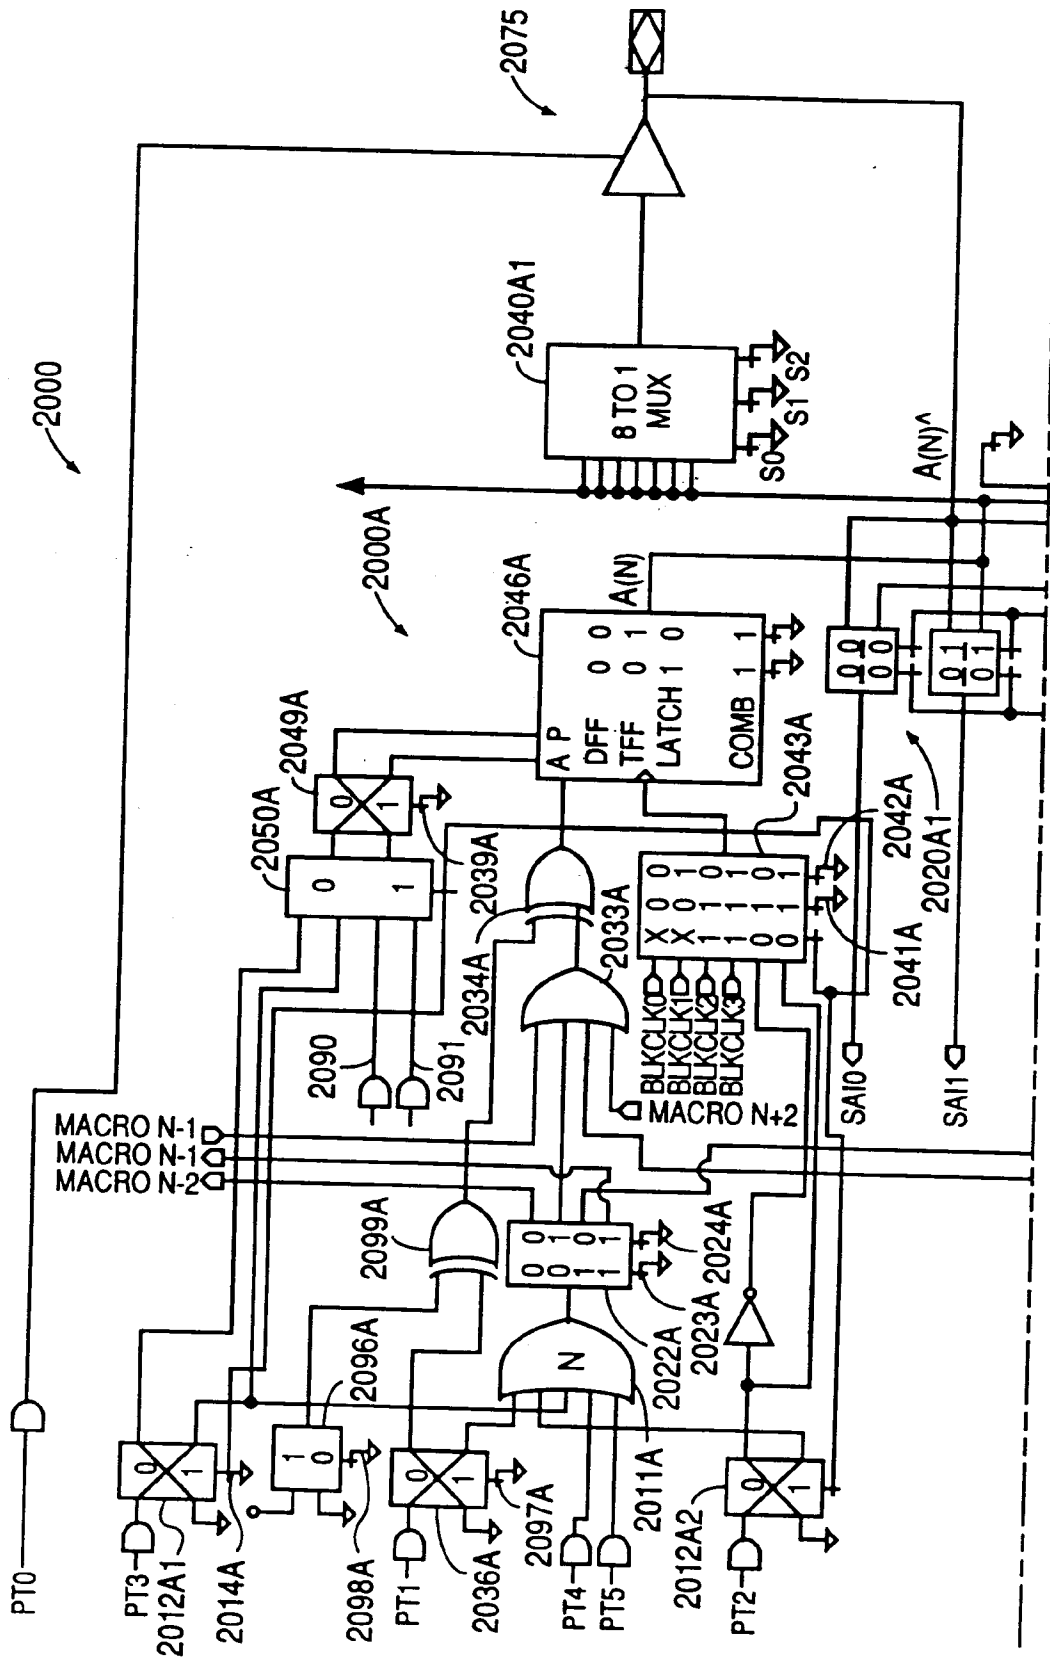 2000
2075
2040A1
8 TO 1
MUX
S0
S1
S2
2000A
2046A
A(N)
A(N)^
A P
DFF 0 0
TFF 0 1
LATCH 1 0
COMB 1 1
2049A
0
1
2050A
0
1
2039A
2034A
2033A
2043A
X 0 0
X 0 1
1 1 0
1 1 1
0 1 0
0 1 1
2042A
2041A
2020A1
0 0
0 0
0 1
0 1
BLKCLK0
BLKCLK1
BLKCLK2
BLKCLK3
SAI0
SAI1
2090
2091
MACRO N-1
MACRO N-1
MACRO N-2
MACRO N+2
2099A
0 0
0 1
1 0
1 1
2024A
2023A
2022A
2096A
1
0
N
2011A
PT0
PT3
0
1
2012A1
2014A
2098A
PT1
0
1
2036A
2097A
PT4
PT5
2012A2
PT2
0
1